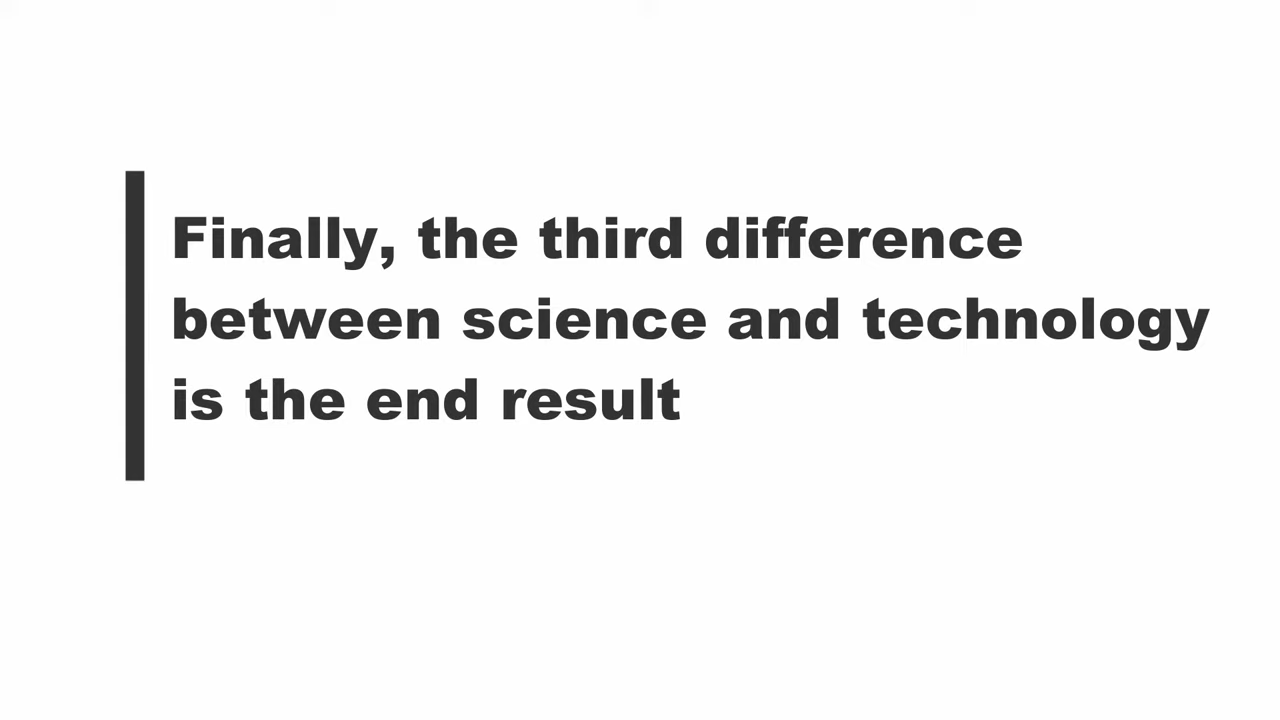 Finally, the third difference
between science and technology
is the end result